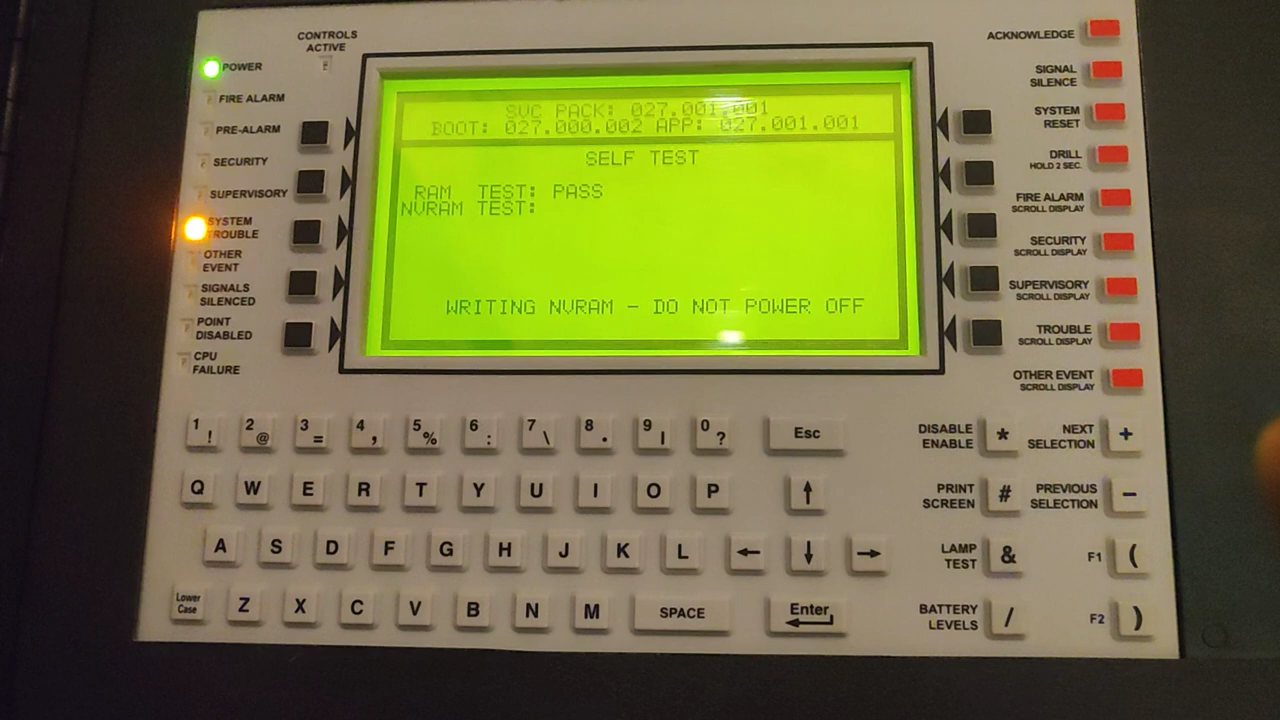 CONTROLS
ACTIVE
POWER
FIRE ALARM
PRE-ALARM
SECURITY
SUPERVISORY
SYSTEM
TROUBLE
OTHER
EVENT
SIGNALS
SILENCED
POINT
DISABLED
CPU
FAILURE
SVC PACK: 027.001.001
BOOT: 027.000.002 APP: 027.001.001
SELF TEST
RAM TEST: PASS
NVRAM TEST:
WRITING NVRAM - DO NOT POWER OFF
ACKNOWLEDGE
SIGNAL
SILENCE
SYSTEM
RESET
DRILL
HOLD 2 SEC.
FIRE ALARM
SCROLL DISPLAY
SECURITY
SCROLL DISPLAY
SUPERVISORY
SCROLL DISPLAY
TROUBLE
SCROLL DISPLAY
OTHER EVENT
SCROLL DISPLAY
1 ! 2 @ 3 = 4 , 5 % 6 : 7 \ 8 . 9 | 0 ? Esc
Q W E R T Y U I O P ↑
A S D F G H J K L ← ↓ →
Lower
Case
Z X C V B N M SPACE Enter
DISABLE
ENABLE
*
NEXT
SELECTION
+
PRINT
SCREEN
#
PREVIOUS
SELECTION
-
LAMP
TEST
&
F1 (
BATTERY
LEVELS
/
F2 )